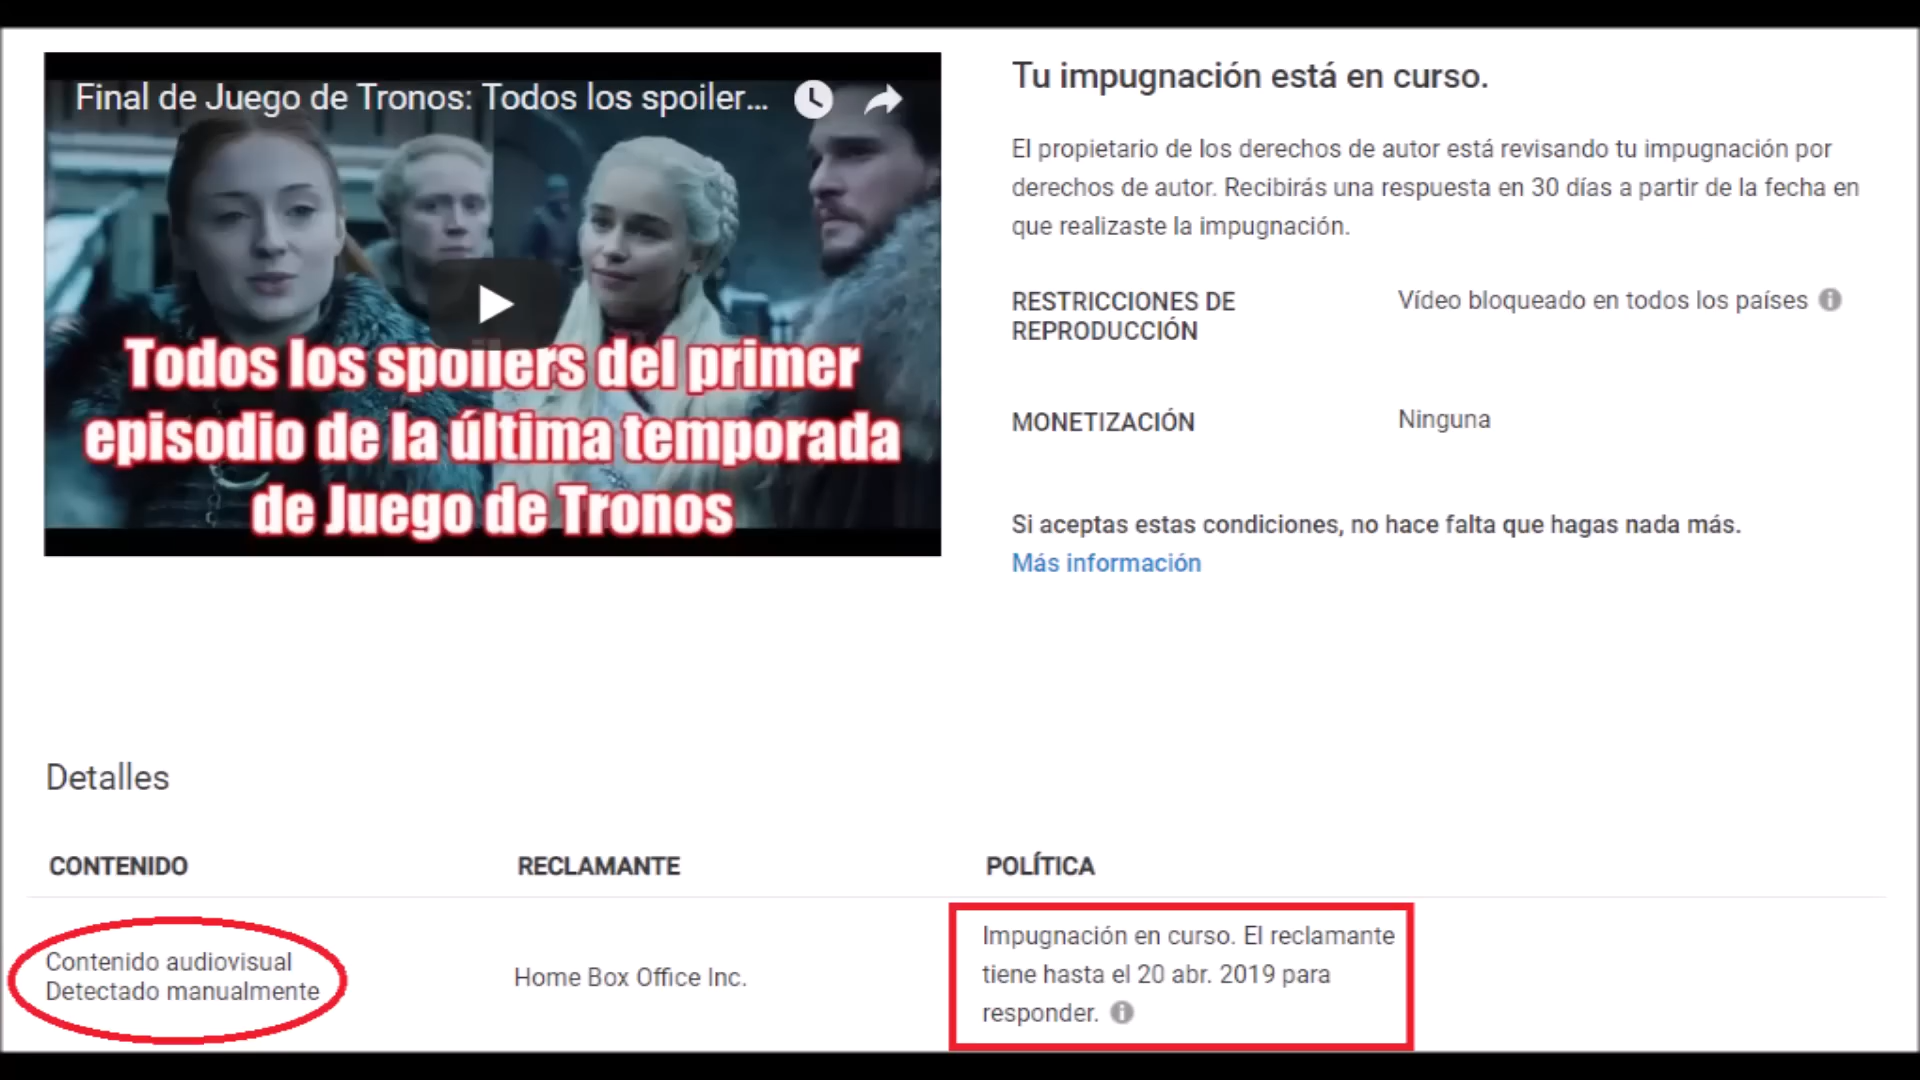 Final de Juego de Tronos: Todos los spoiler...
Todos los spoilers del primer
episodio de la última temporada
de Juego de Tronos
Tu impugnación está en curso.
El propietario de los derechos de autor está revisando tu impugnación por
derechos de autor. Recibirás una respuesta en 30 días a partir de la fecha en
que realizaste la impugnación.
RESTRICCIONES DE
REPRODUCCIÓN
Vídeo bloqueado en todos los países
MONETIZACIÓN
Ninguna
Si aceptas estas condiciones, no hace falta que hagas nada más.
Más información
Detalles
CONTENIDO
RECLAMANTE
POLÍTICA
Contenido audiovisual
Detectado manualmente
Home Box Office Inc.
Impugnación en curso. El reclamante
tiene hasta el 20 abr. 2019 para
responder.